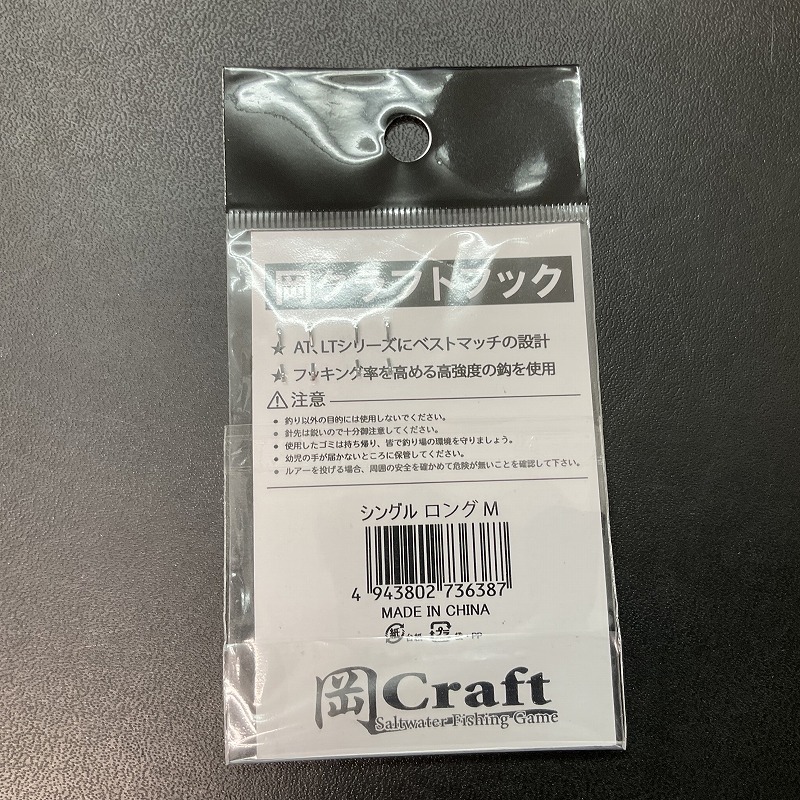 岡クラフトフック
★ AT、LTシリーズにベストマッチの設計
★ フッキング率を高める高強度の鈎を使用
注意
● 釣り以外の目的には使用しないでください。
● 針先は鋭いので十分御注意してください。
● 使用したゴミは持ち帰り、皆で釣り場の環境を守りましょう。
● 幼児の手が届かないところに保管してください。
● ルアーを投げる場合、周囲の安全を確かめて危険が無いことを確認して下さい。
シングル ロング M
4 943802 736387
MADE IN CHINA
紙 台紙 プラ 袋・PP
岡Craft
Saltwater Fishing Game